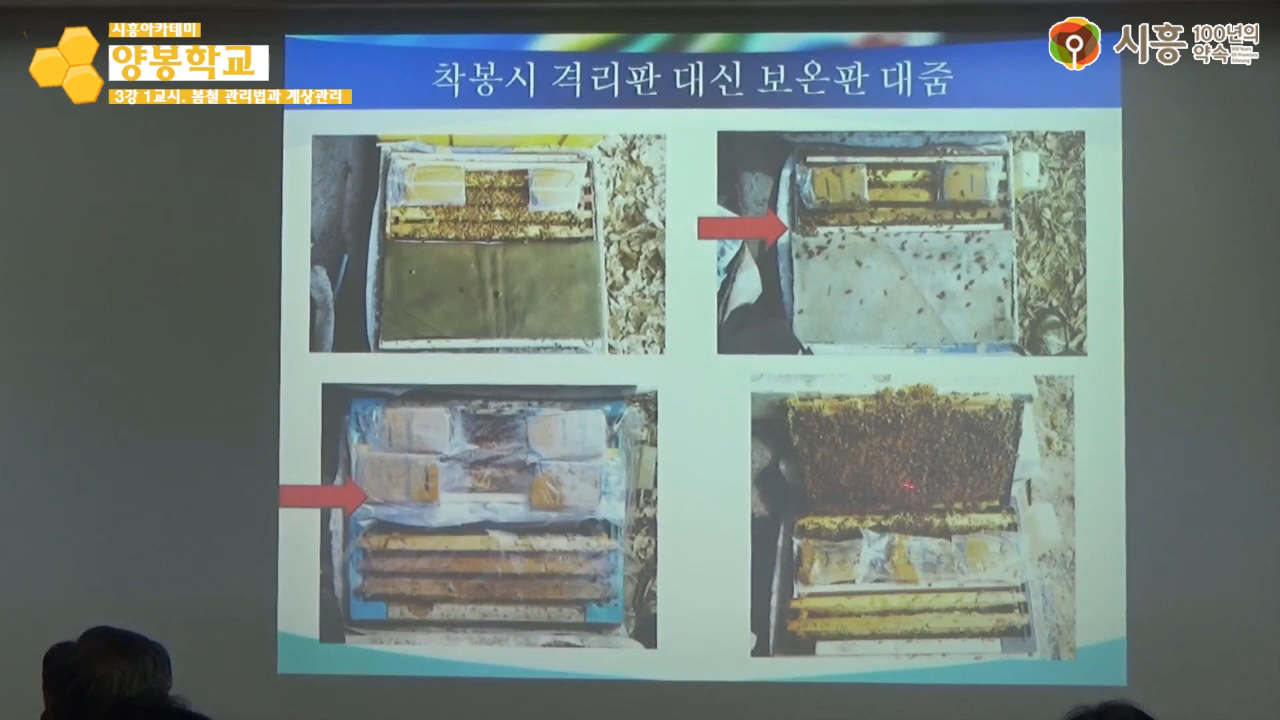 시흥아카데미
양봉학교
3강 1교시. 봄철 관리법과 계상관리
시흥 100년의
약속
착봉시 격리판 대신 보온판 대줌